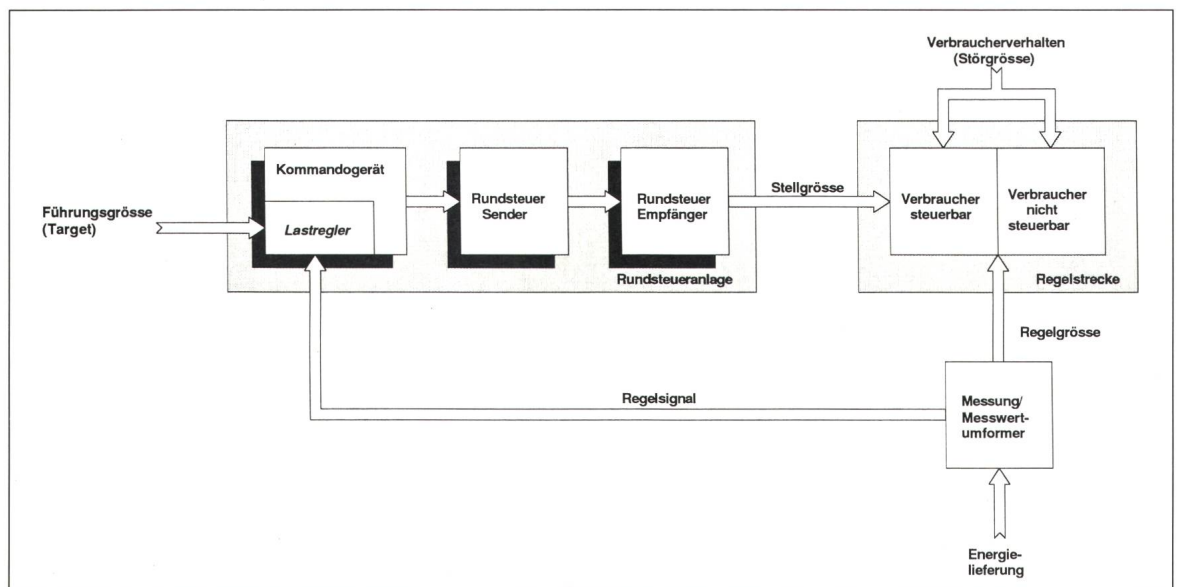 Verbraucherverhalten
(Störgrösse)
Kommandogerät
Lastregler
Führungsgrösse
(Target)
Rundsteuer
Sender
Rundsteuer
Empfänger
Rundsteueranlage
Stellgrösse
Verbraucher
steuerbar
Verbraucher
nicht
steuerbar
Regelstrecke
Regelgrösse
Regelsignal
Messung/
Messwert-
umformer
Energie-
lieferung